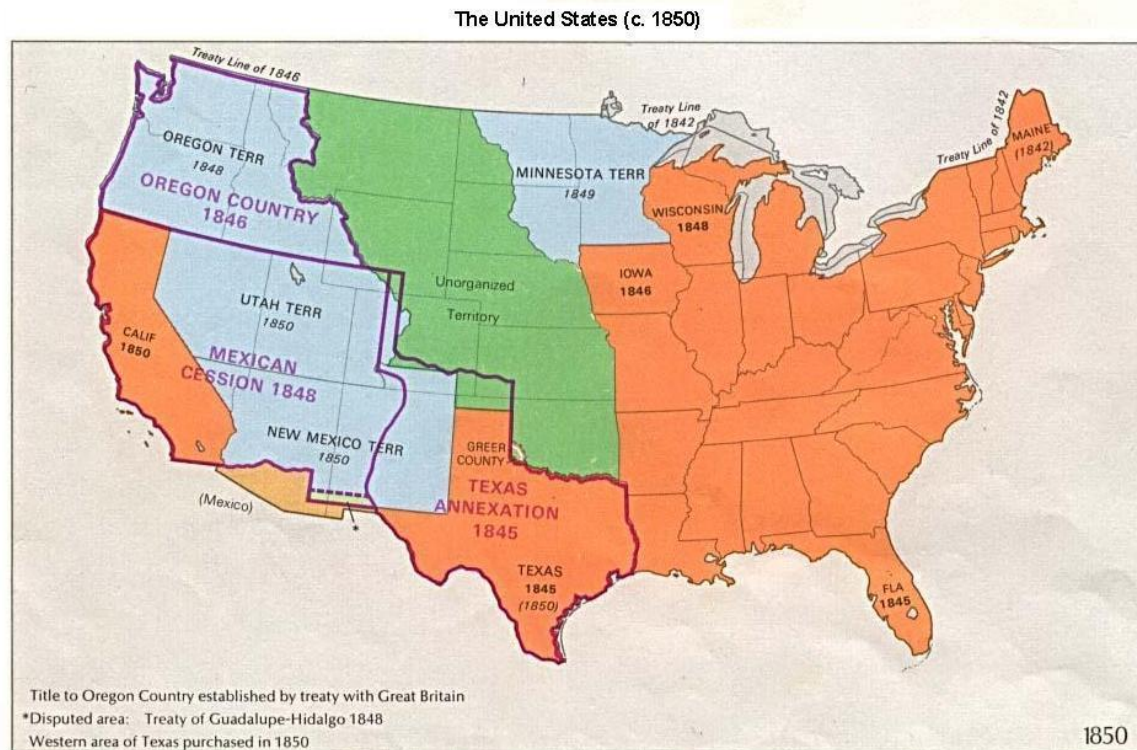 The United States (c. 1850)
Treaty Line of 1846
Treaty Line
of 1842
Treaty Line of 1842
MAINE
(1842)
OREGON TERR
1848
OREGON COUNTRY
1846
MINNESOTA TERR
1849
WISCONSIN
1848
IOWA
1846
Unorganized
Territory
UTAH TERR
1850
CALIF
1850
MEXICAN
CESSION 1848
NEW MEXICO TERR
1850
GREER
COUNTY
(Mexico)
*
TEXAS
ANNEXATION
1845
TEXAS
1845
(1850)
FLA
1845
Title to Oregon Country established by treaty with Great Britain
*Disputed area: Treaty of Guadalupe-Hidalgo 1848
Western area of Texas purchased in 1850
1850